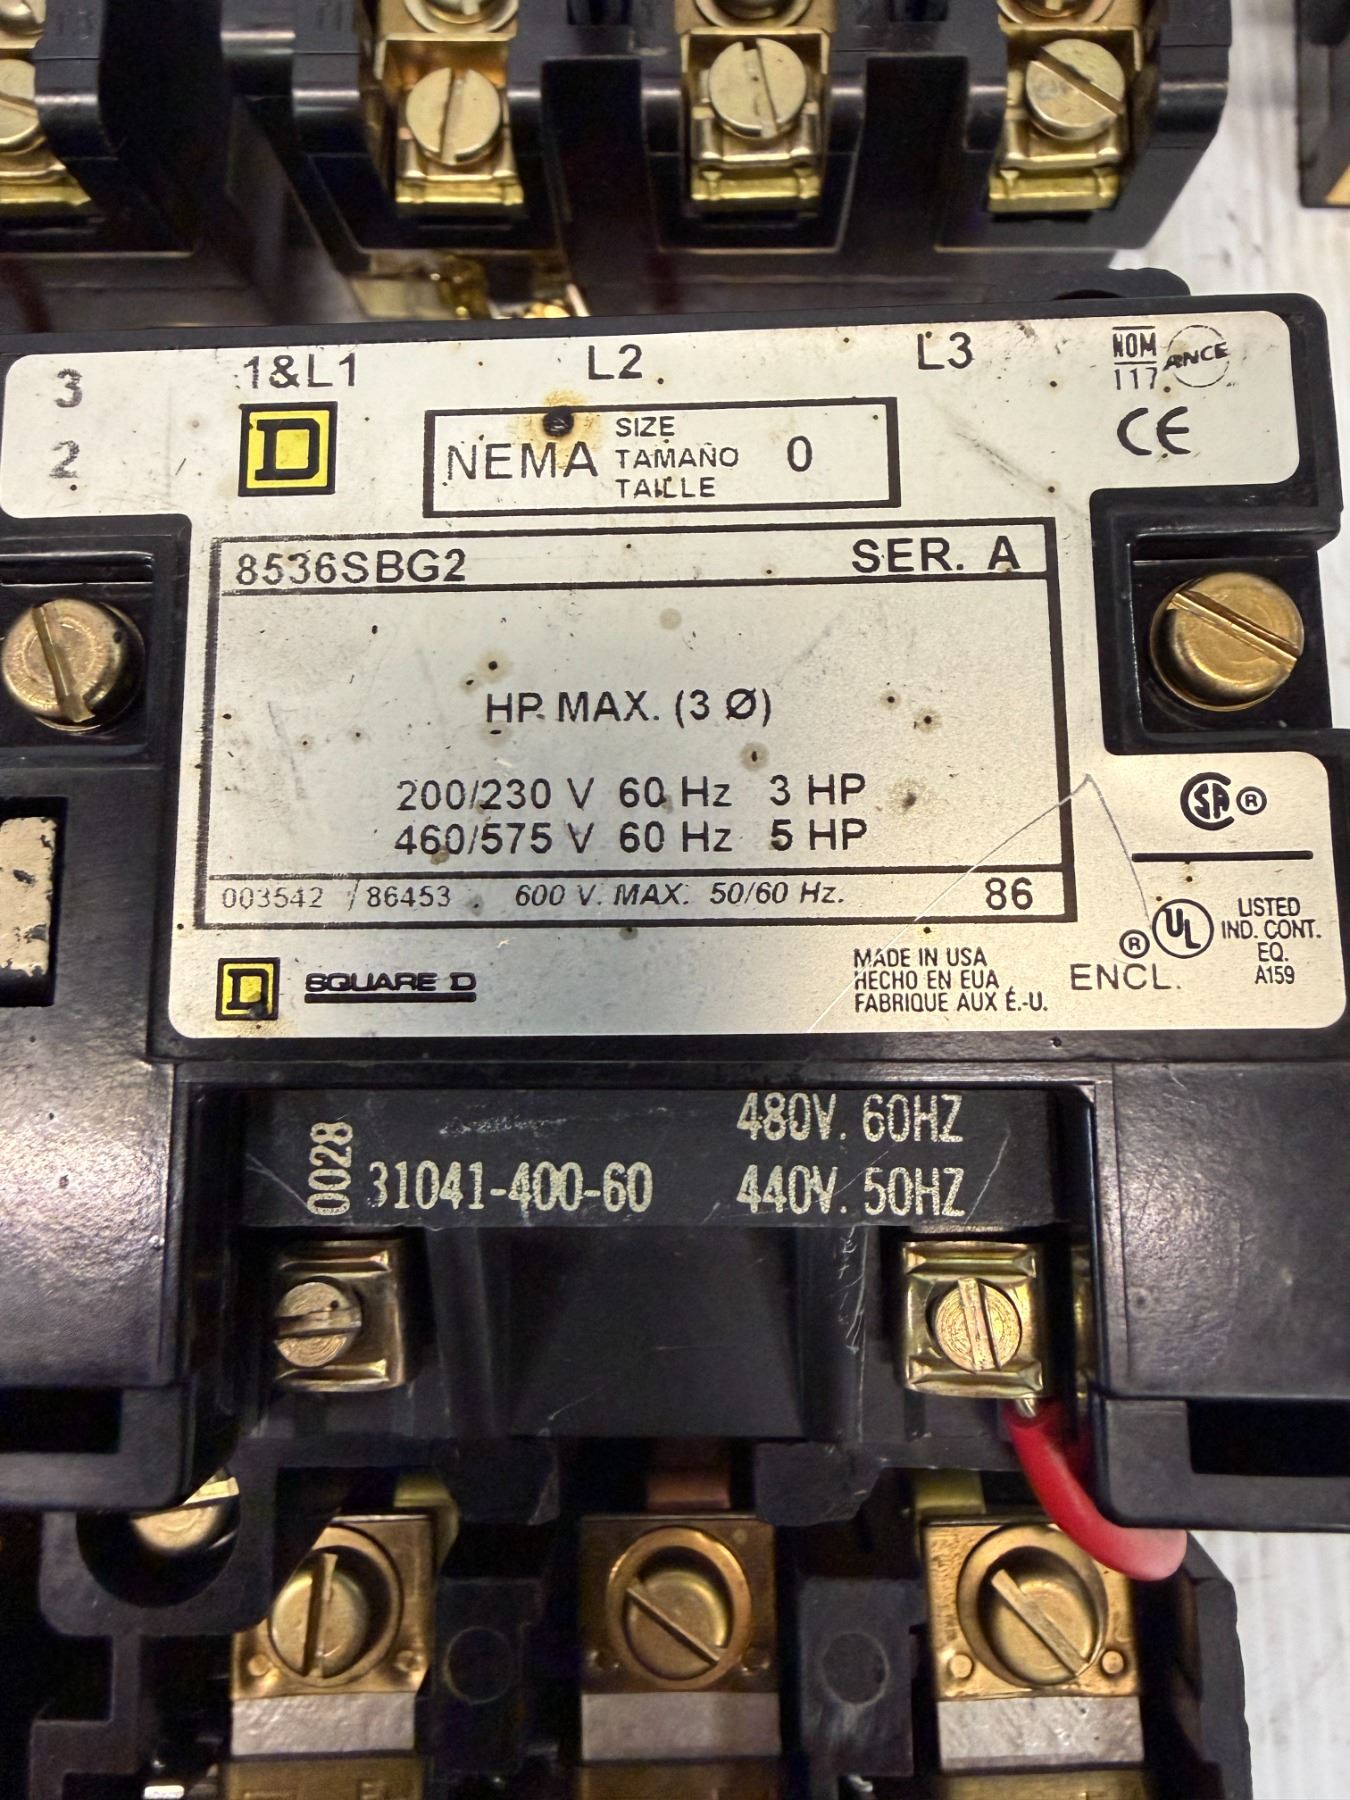 3 1&L1 L2 L3 NOM
117 ANCE
2 D NEMA SIZE 0 CE
TAMAÑO
TAILLE
8536SBG2 SER. A
HP MAX. (3 Ø)
200/230 V 60 Hz 3 HP
460/575 V 60 Hz 5 HP
003542 / 86453 600 V. MAX. 50/60 Hz. 86
SA ®
® UL LISTED
IND. CONT.
EQ.
A159
D SQUARE D
MADE IN USA
HECHO EN EUA
FABRIQUE AUX É.-U.
ENCL.
480V. 60HZ
0028 31041-400-60 440V. 50HZ